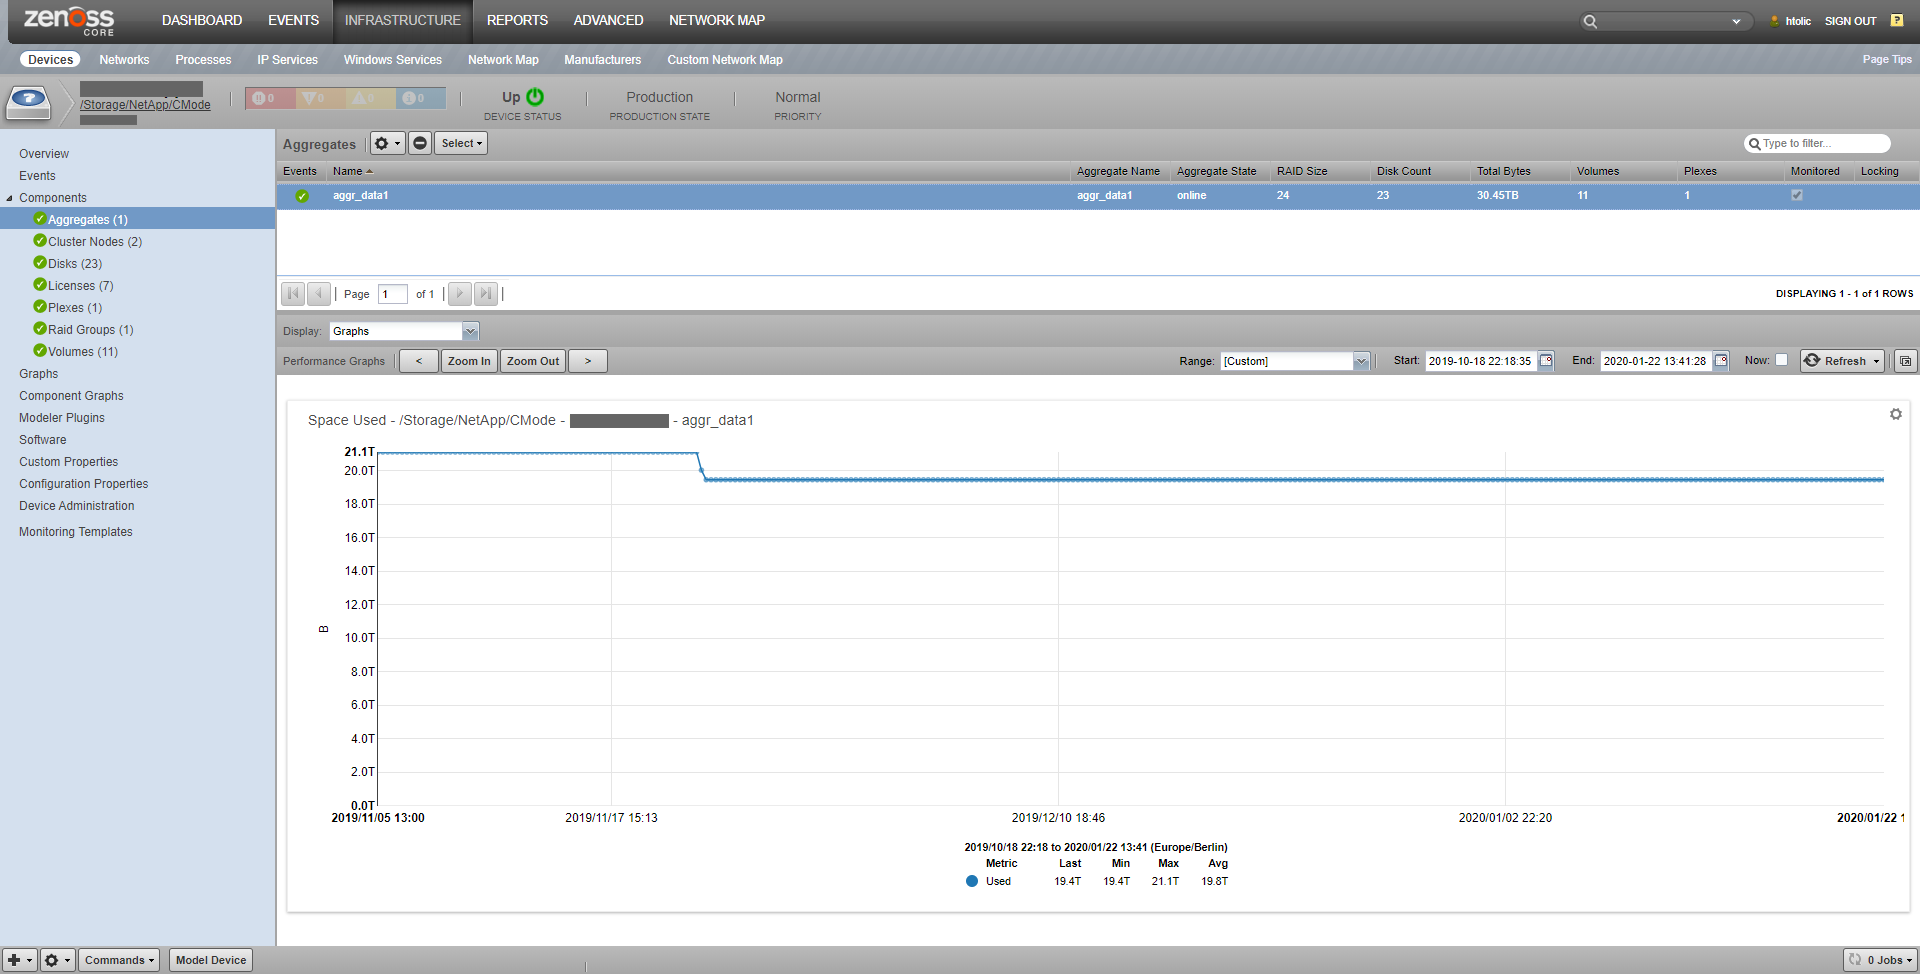 zenoss CORE
DASHBOARD EVENTS INFRASTRUCTURE REPORTS ADVANCED NETWORK MAP
htolic SIGN OUT ?
Devices Networks Processes IP Services Windows Services Network Map Manufacturers Custom Network Map Page Tips
/Storage/NetApp/CMode
0 0 0 0
Up Production Normal
DEVICE STATUS PRODUCTION STATE PRIORITY
Overview
Events
Components
Aggregates (1)
Cluster Nodes (2)
Disks (23)
Licenses (7)
Plexes (1)
Raid Groups (1)
Volumes (11)
Graphs
Component Graphs
Modeler Plugins
Software
Custom Properties
Configuration Properties
Device Administration
Monitoring Templates
Aggregates Select Type to filter...
Events Name Aggregate Name Aggregate State RAID Size Disk Count Total Bytes Volumes Plexes Monitored Locking
aggr_data1 aggr_data1 online 24 23 30.45TB 11 1
Page 1 of 1 DISPLAYING 1 - 1 of 1 ROWS
Display: Graphs
Performance Graphs < Zoom In Zoom Out > Range: [Custom] Start: 2019-10-18 22:18:35 End: 2020-01-22 13:41:28 Now: Refresh
Space Used - /Storage/NetApp/CMode - - aggr_data1
21.1T
20.0T
18.0T
16.0T
14.0T
12.0T
10.0T
8.0T
6.0T
4.0T
2.0T
0.0T
B
2019/11/05 13:00 2019/11/17 15:13 2019/12/10 18:46 2020/01/02 22:20 2020/01/22 1
2019/10/18 22:18 to 2020/01/22 13:41 (Europe/Berlin)
Metric Last Min Max Avg
Used 19.4T 19.4T 21.1T 19.8T
Commands Model Device 0 Jobs